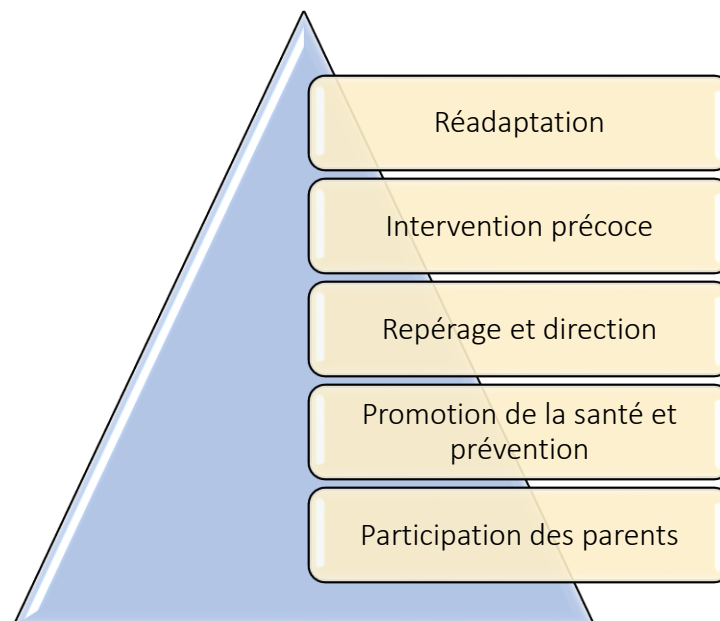 Réadaptation
Intervention précoce
Repérage et direction
Promotion de la santé et
prévention
Participation des parents